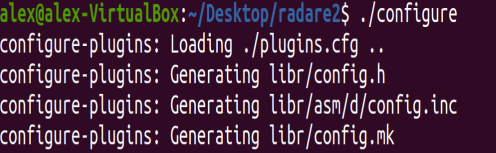 alex@alex-VirtualBox:~/Desktop/radare2$ ./configure
configure-plugins: Loading ./plugins.cfg ..
configure-plugins: Generating libr/config.h
configure-plugins: Generating libr/asm/d/config.inc
configure-plugins: Generating libr/config.mk